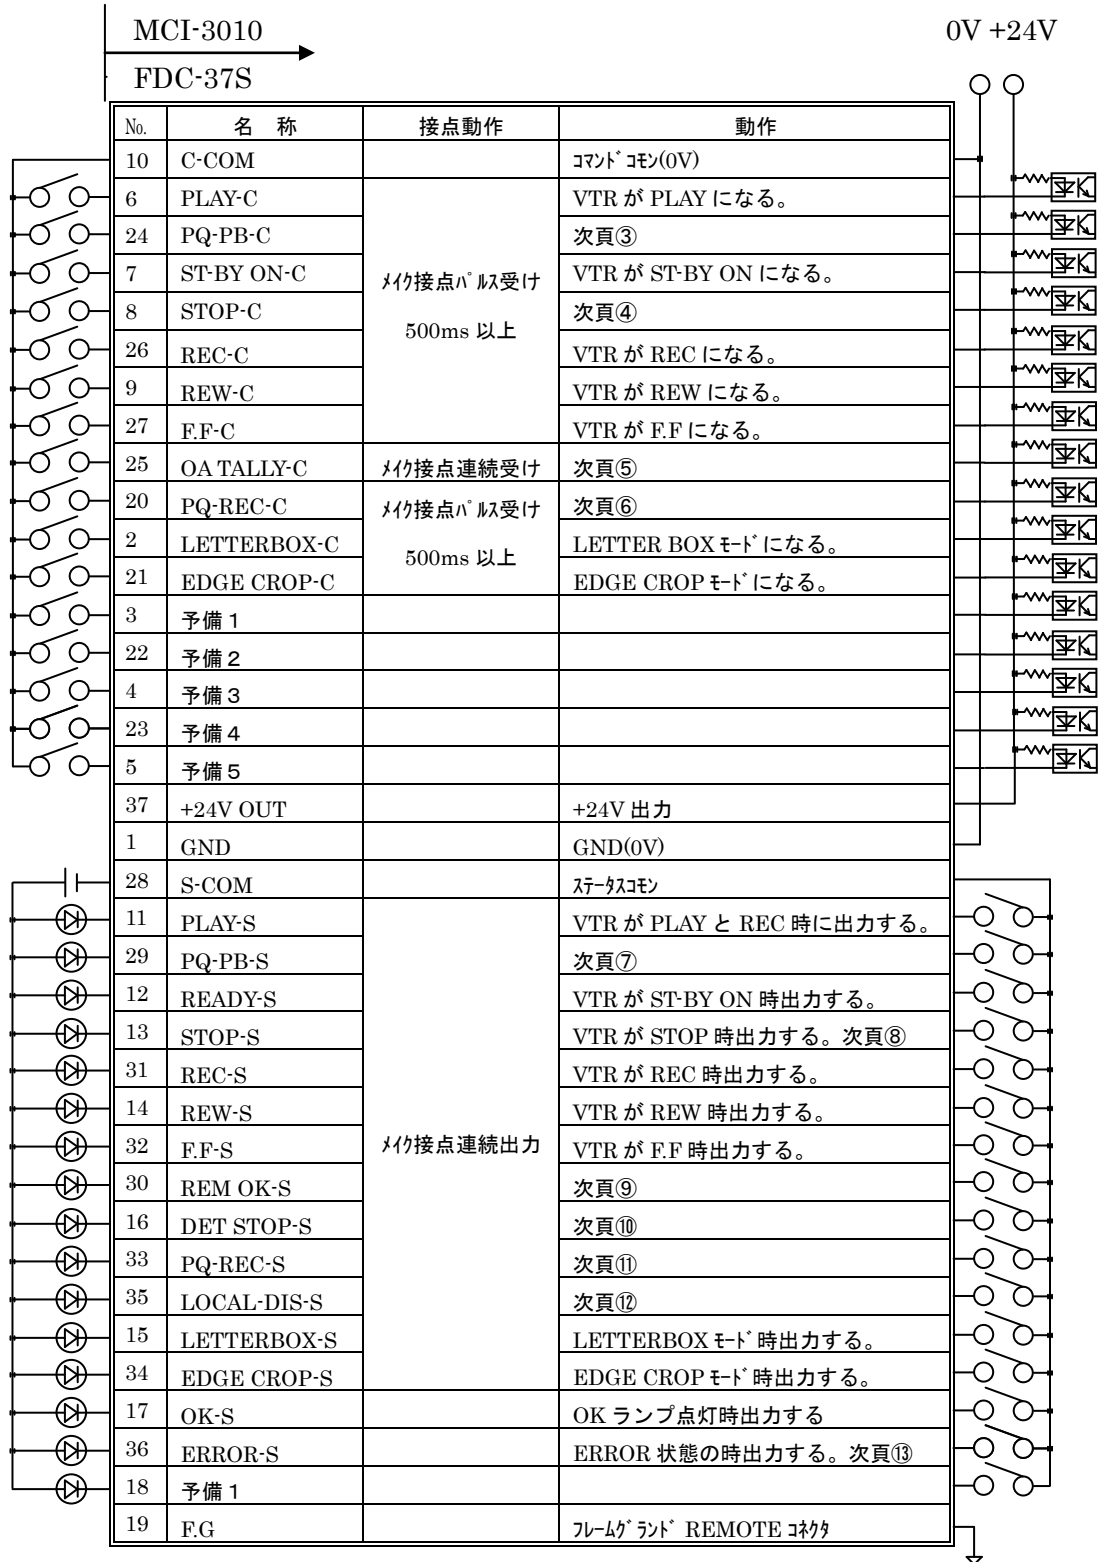 MCI-3010
0V +24V
FDC-37S
№ 名　称 接点動作 動作
10 C-COM ｺﾏﾝﾄﾞｺﾓﾝ(0V)
6 PLAY-C VTR が PLAY になる。
24 PQ-PB-C 次頁③
7 ST-BY ON-C ﾒｲｸ接点ﾊﾟﾙｽ受け VTR が ST-BY ON になる。
8 STOP-C 500ms 以上 次頁④
26 REC-C VTR が REC になる。
9 REW-C VTR が REW になる。
27 F.F-C VTR が F.F になる。
25 OA TALLY-C ﾒｲｸ接点連続受け 次頁⑤
20 PQ-REC-C ﾒｲｸ接点ﾊﾟﾙｽ受け 次頁⑥
2 LETTERBOX-C 500ms 以上 LETTER BOX ﾓｰﾄﾞになる。
21 EDGE CROP-C EDGE CROP ﾓｰﾄﾞになる。
3 予備１
22 予備２
4 予備３
23 予備４
5 予備５
37 +24V OUT +24V 出力
1 GND GND(0V)
28 S-COM ｽﾃｰﾀｽｺﾓﾝ
11 PLAY-S VTR が PLAY と REC 時に出力する。
29 PQ-PB-S 次頁⑦
12 READY-S VTR が ST-BY ON 時出力する。
13 STOP-S VTR が STOP 時出力する。次頁⑧
31 REC-S VTR が REC 時出力する。
14 REW-S VTR が REW 時出力する。
32 F.F-S ﾒｲｸ接点連続出力 VTR が F.F 時出力する。
30 REM OK-S 次頁⑨
16 DET STOP-S 次頁⑩
33 PQ-REC-S 次頁⑪
35 LOCAL-DIS-S 次頁⑫
15 LETTERBOX-S LETTERBOX ﾓｰﾄﾞ時出力する。
34 EDGE CROP-S EDGE CROP ﾓｰﾄﾞ時出力する。
17 OK-S OK ランプ点灯時出力する
36 ERROR-S ERROR 状態の時出力する。次頁⑬
18 予備１
19 F.G ﾌﾚｰﾑｸﾞﾗﾝﾄﾞ REMOTE ｺﾈｸﾀ